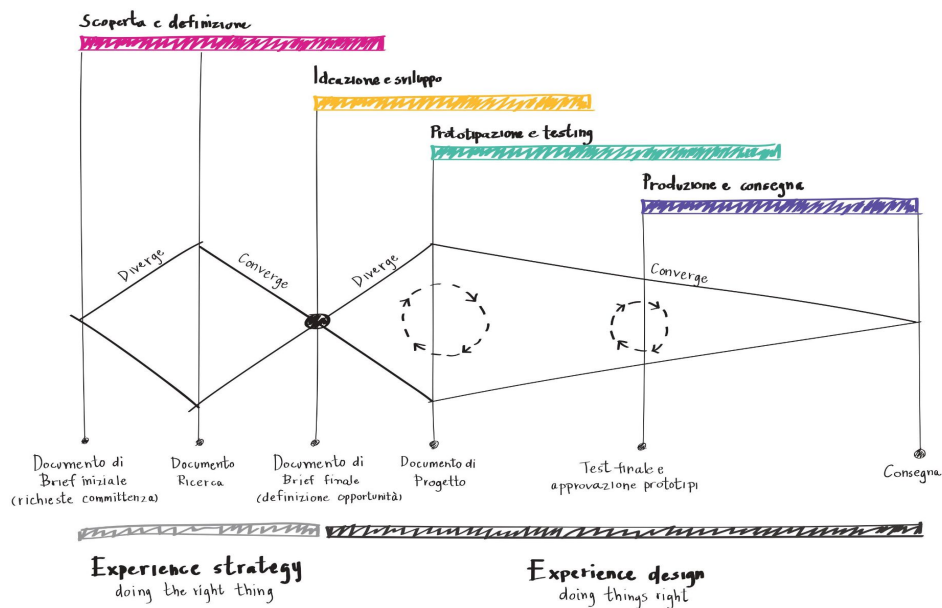 Scoperta e definizione
Ideazione e sviluppo
Prototipazione e testing
Produzione e consegna
Diverge
Converge
Diverge
Converge
Documento di
Brief iniziale
(richieste committenza)
Documento
Ricerca
Documento di
Brief finale
(definizione opportunità)
Documento di
Progetto
Test finale e
approvazione prototipi
Consegna
Experience strategy
doing the right thing
Experience design
doing things right